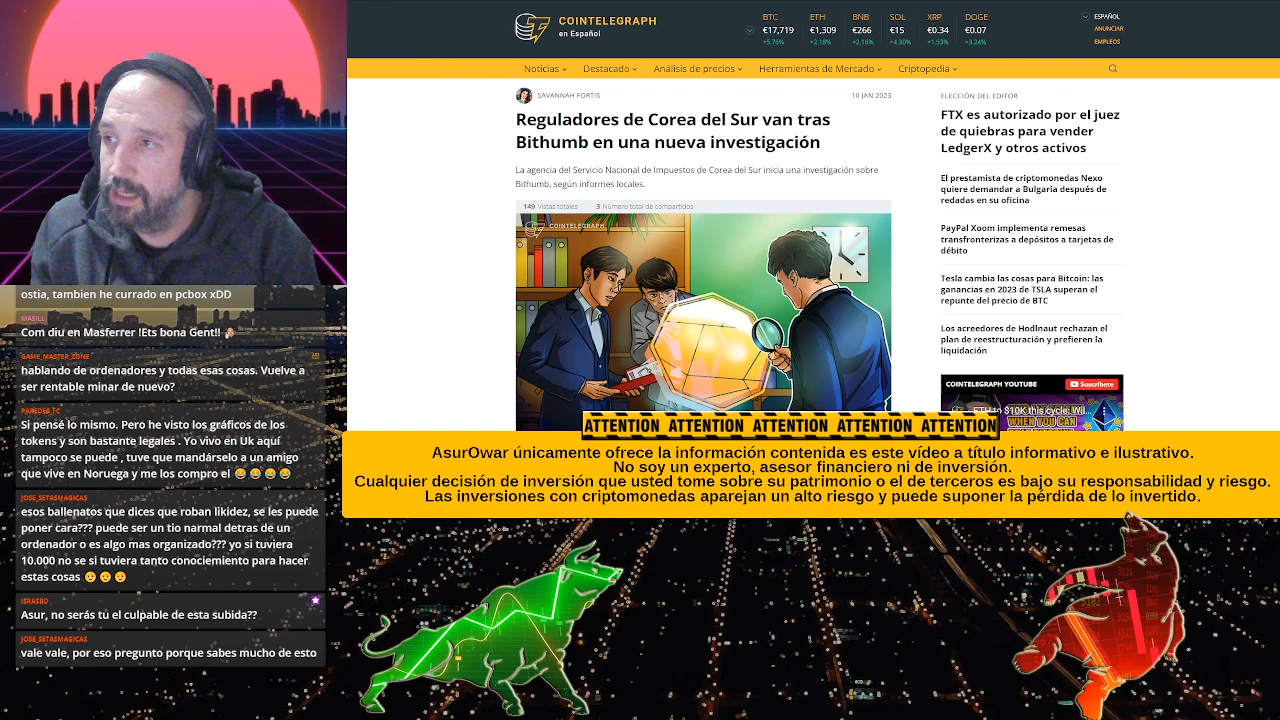 COINTELEGRAPH
en Español
BTC ETH BNB SOL XRP DOGE
€17,719 €1,309 €266 €15 €0.34 €0.07
+5.76% +2.18% +2.16% +4.30% +1.53% +3.24%
ESPAÑOL
ANUNCIAR
EMPLEOS
Noticias Destacado Análisis de precios Herramientas de Mercado Criptopedia
SAVANNAH FORTIS 10 JAN 2023
Reguladores de Corea del Sur van tras
Bithumb en una nueva investigación
La agencia del Servicio Nacional de Impuestos de Corea del Sur inicia una investigación sobre
Bithumb, según informes locales.
149 Vistas totales 3 Número total de compartidos
COINTELEGRAPH
ELECCIÓN DEL EDITOR
FTX es autorizado por el juez
de quiebras para vender
LedgerX y otros activos
El prestamista de criptomonedas Nexo
quiere demandar a Bulgaria después de
redadas en su oficina
PayPal Xoom implementa remesas
transfronterizas a depósitos a tarjetas de
débito
Tesla cambia las cosas para Bitcoin: las
ganancias en 2023 de TSLA superan el
repunte del precio de BTC
Los acreedores de Hodlnaut rechazan el
plan de reestructuración y prefieren la
liquidación
COINTELEGRAPH YOUTUBE Suscríbete
ETH to $10K this cycle: Wil...
WHEN YOU CAN
ostia, tambien he currado en pcbox xDD
MASILL
Com diu en Masferrer !Ets bona Gent!!
GAME_MASTER_ZONE
hablando de ordenadores y todas esas cosas. Vuelve a
ser rentable minar de nuevo?
PAREDES_TC
Si pensé lo mismo. Pero he visto los gráficos de los
tokens y son bastante legales . Yo vivo en Uk aquí
tampoco se puede , tuve que mandárselo a un amigo
que vive en Noruega y me los compro el
JOSE_SETASMAGICAS
esos ballenatos que dices que roban likidez, se les puede
poner cara??? puede ser un tio normal detras de un
ordenador o es algo mas organizado??? yo si tuviera
10.000 no se si tuviera tanto conociemiento para hacer
estas cosas
ISRASBD
Asur, no serás tú el culpable de esta subida??
JOSE_SETASMAGICAS
vale vale, por eso pregunto porque sabes mucho de esto
ATTENTION ATTENTION ATTENTION ATTENTION ATTENTION
AsurOwar únicamente ofrece la información contenida es este vídeo a título informativo e ilustrativo.
No soy un experto, asesor financiero ni de inversión.
Cualquier decisión de inversión que usted tome sobre su patrimonio o el de terceros es bajo su responsabilidad y riesgo.
Las inversiones con criptomonedas aparejan un alto riesgo y puede suponer la pérdida de lo invertido.